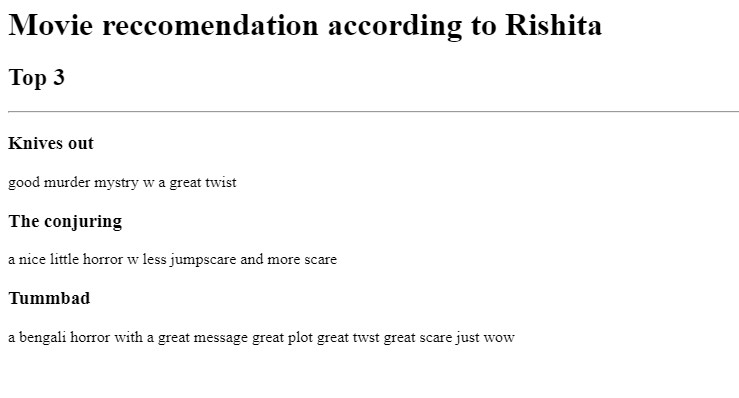 Movie reccomendation according to Rishita
Top 3
Knives out
good murder mystry w a great twist
The conjuring
a nice little horror w less jumpscare and more scare
Tummbad
a bengali horror with a great message great plot great twst great scare just wow